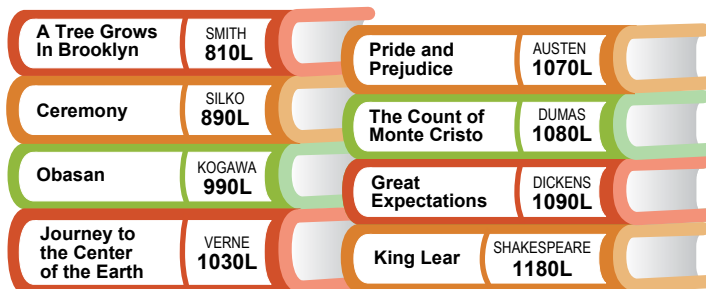 A Tree Grows
In Brooklyn
SMITH
810L
Ceremony
SILKO
890L
Obasan
KOGAWA
990L
Journey to
the Center
of the Earth
VERNE
1030L
Pride and
Prejudice
AUSTEN
1070L
The Count of
Monte Cristo
DUMAS
1080L
Great
Expectations
DICKENS
1090L
King Lear
SHAKESPEARE
1180L